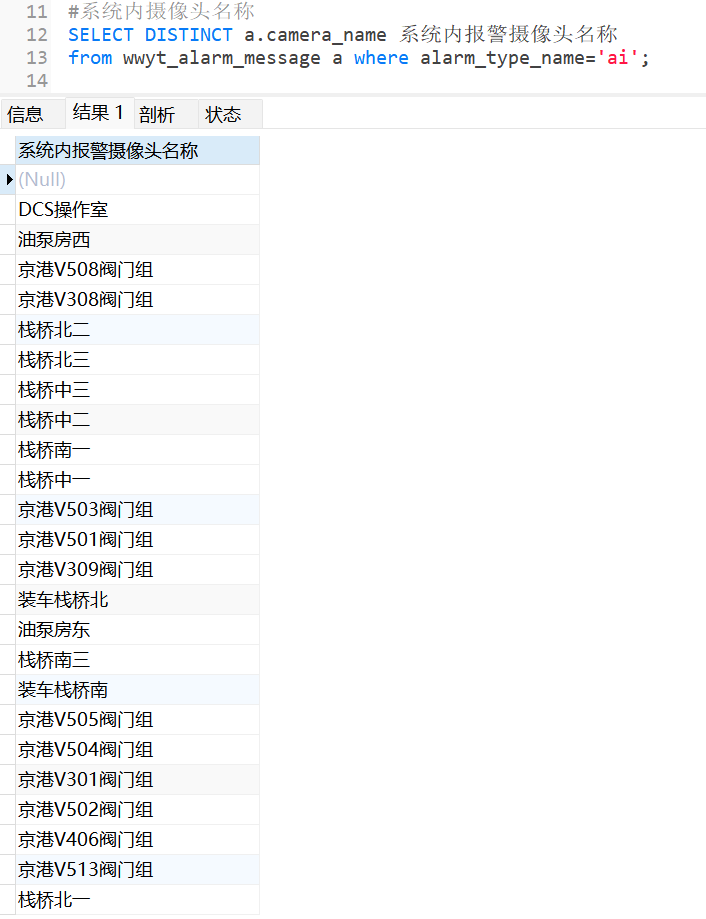 11 #系统内摄像头名称
12 SELECT DISTINCT a.camera_name 系统内报警摄像头名称
13 from wwyt_alarm_message a where alarm_type_name='ai';
14
信息 结果 1 剖析 状态
系统内报警摄像头名称
(Null)
DCS操作室
油泵房西
京港V508阀门组
京港V308阀门组
栈桥北二
栈桥北三
栈桥中三
栈桥中二
栈桥南一
栈桥中一
京港V503阀门组
京港V501阀门组
京港V309阀门组
装车栈桥北
油泵房东
栈桥南三
装车栈桥南
京港V505阀门组
京港V504阀门组
京港V301阀门组
京港V502阀门组
京港V406阀门组
京港V513阀门组
栈桥北一